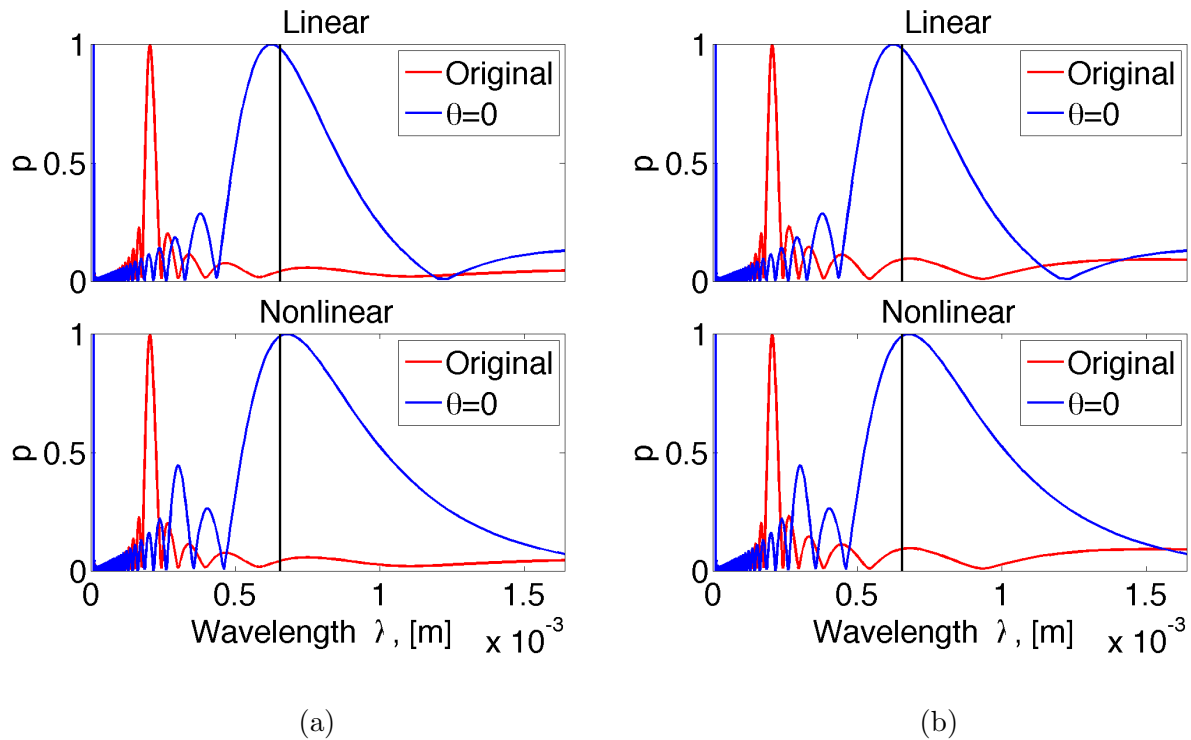 Linear
1
0.5
0
p
Original
θ=0
Nonlinear
1
0.5
0
p
Original
θ=0
0 0.5 1 1.5
Wavelength λ, [m] x 10⁻³
(a)
Linear
1
0.5
0
p
Original
θ=0
Nonlinear
1
0.5
0
p
Original
θ=0
0 0.5 1 1.5
Wavelength λ, [m] x 10⁻³
(b)